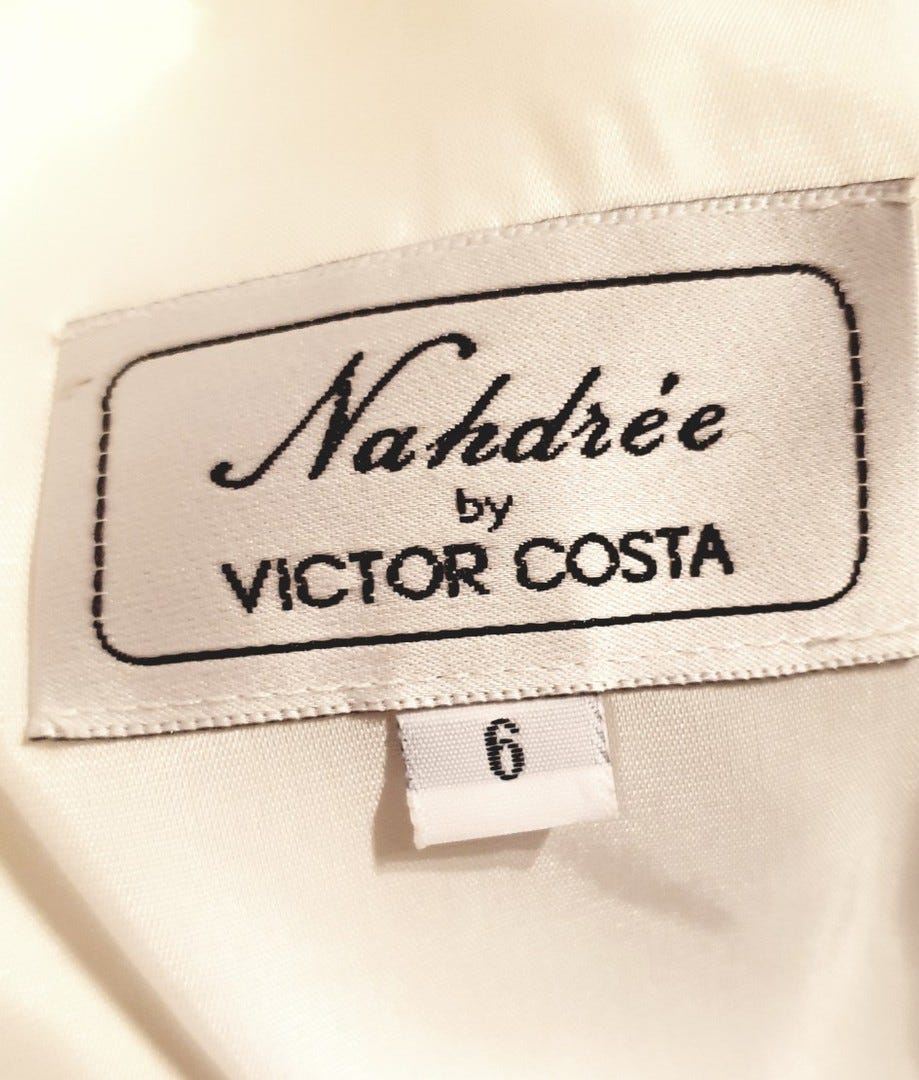 Nahdrée
by
VICTOR COSTA
6